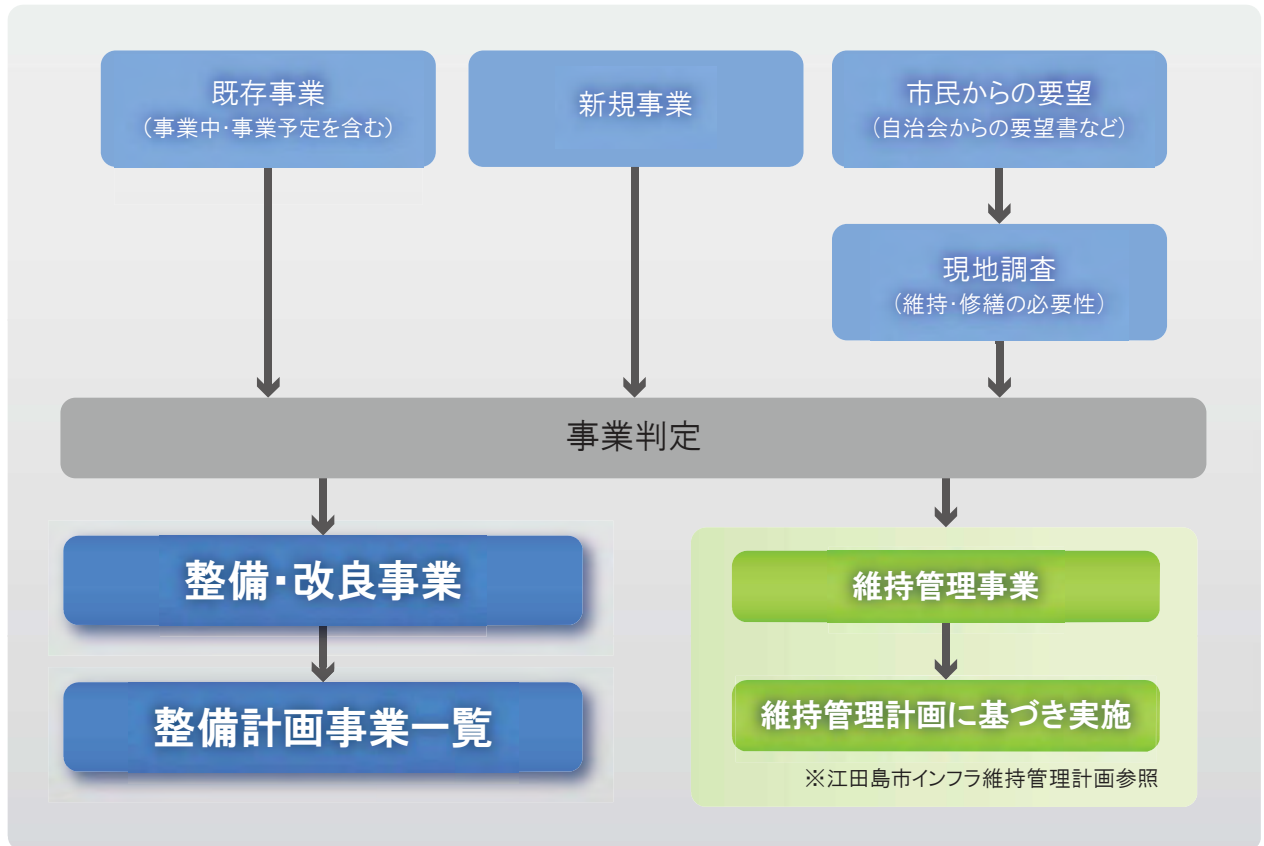 既存事業
（事業中・事業予定を含む）
新規事業
市民からの要望
（自治会からの要望書など）
現地調査
（維持・修繕の必要性）
事業判定
整備・改良事業
整備計画事業一覧
維持管理事業
維持管理計画に基づき実施
※江田島市インフラ維持管理計画参照